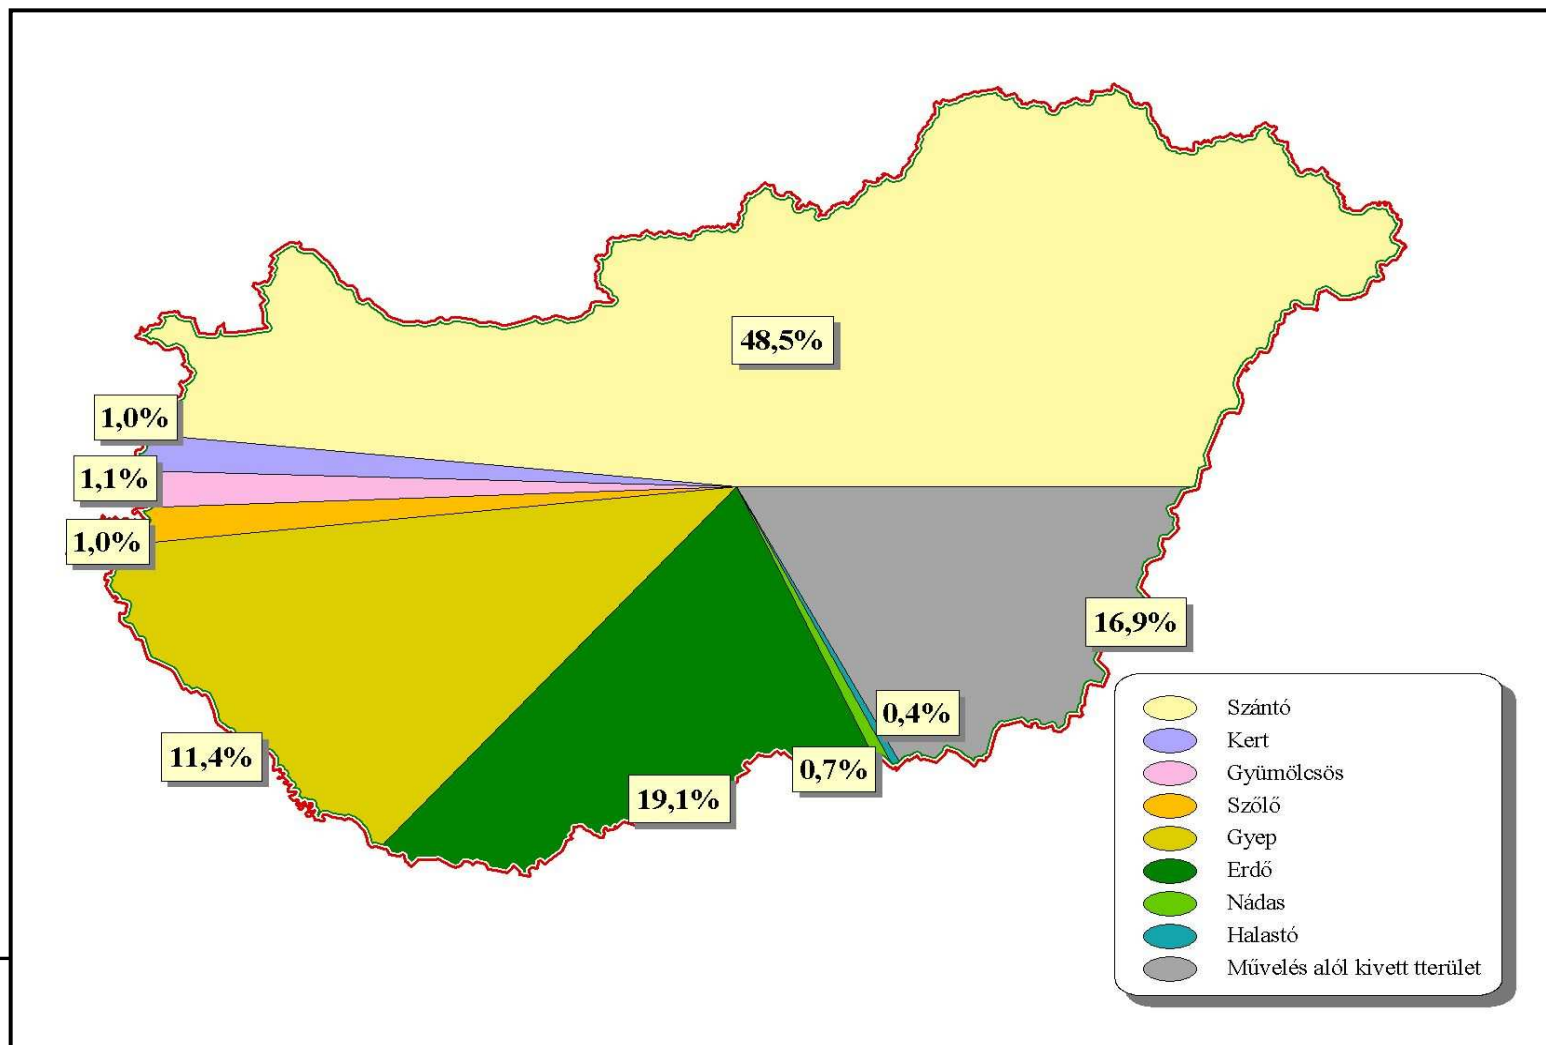 48,5%
1,0%
1,1%
1,0%
16,9%
0,4%
11,4%
0,7%
19,1%
Szántó
Kert
Gyümölcsös
Szőlő
Gyep
Erdő
Nádas
Halastó
Művelés alól kivett tterület